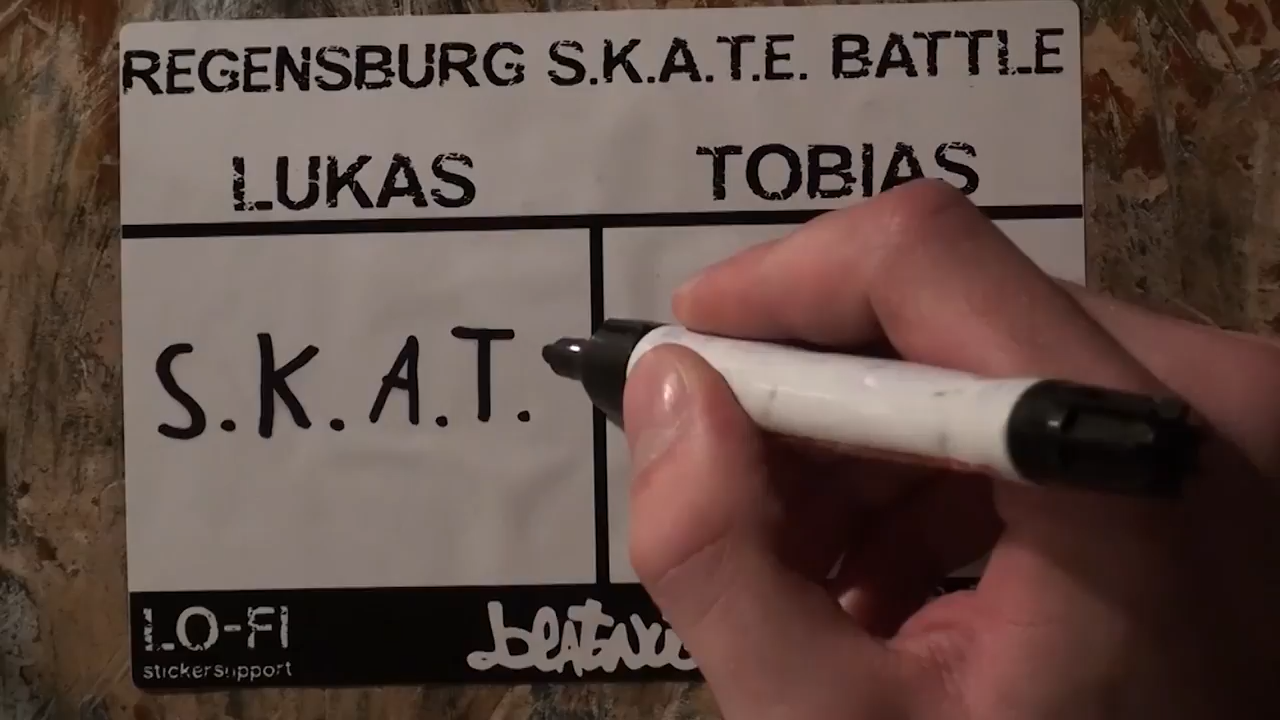 REGENSBURG S.K.A.T.E. BATTLE
LUKAS TOBIAS
S.K.A.T.
LO-FI
stickersupport